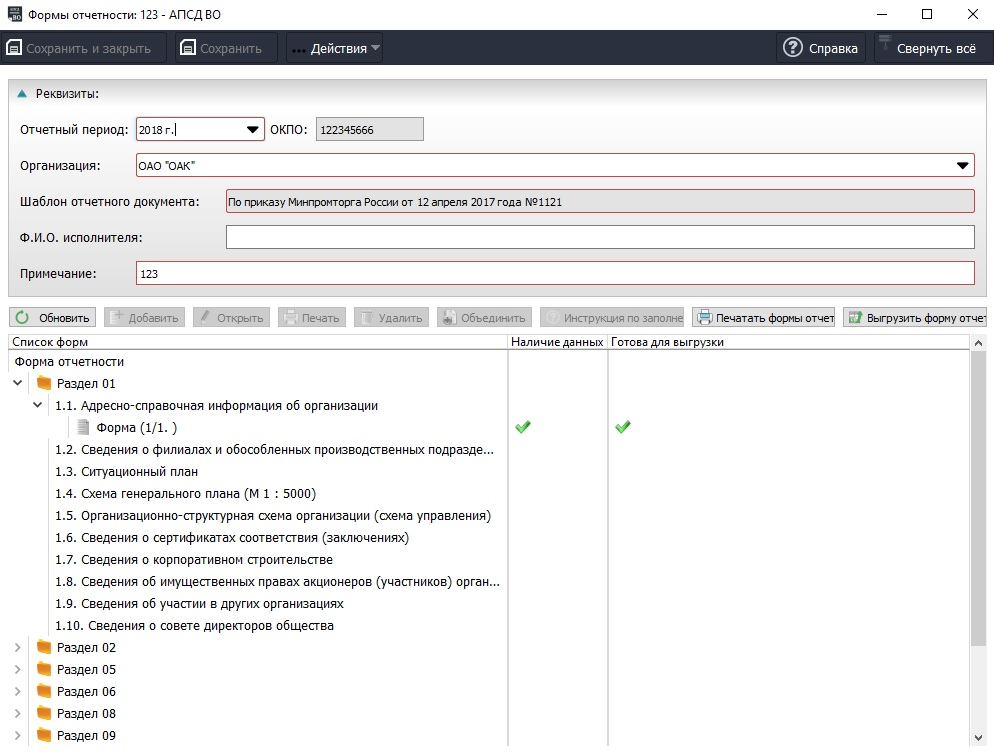 Формы отчетности: 123 - АПСД ВО
Сохранить и закрыть Сохранить ... Действия Справка Свернуть всё
Реквизиты:
Отчетный период: 2018 г. ОКПО: 122345666
Организация: ОАО "ОАК"
Шаблон отчетного документа: По приказу Минпромторга России от 12 апреля 2017 года №1121
Ф.И.О. исполнителя:
Примечание: 123
Обновить Добавить Открыть Печать Удалить Объединить Инструкция по заполне Печатать формы отчет Выгрузить форму отчет
Список форм Наличие данных Готова для выгрузки
Форма отчетности
Раздел 01
1.1. Адресно-справочная информация об организации
Форма (1/1. )
1.2. Сведения о филиалах и обособленных производственных подразде...
1.3. Ситуационный план
1.4. Схема генерального плана (М 1 : 5000)
1.5. Организационно-структурная схема организации (схема управления)
1.6. Сведения о сертификатах соответствия (заключениях)
1.7. Сведения о корпоративном строительстве
1.8. Сведения об имущественных правах акционеров (участников) орган...
1.9. Сведения об участии в других организациях
1.10. Сведения о совете директоров общества
Раздел 02
Раздел 05
Раздел 06
Раздел 08
Раздел 09